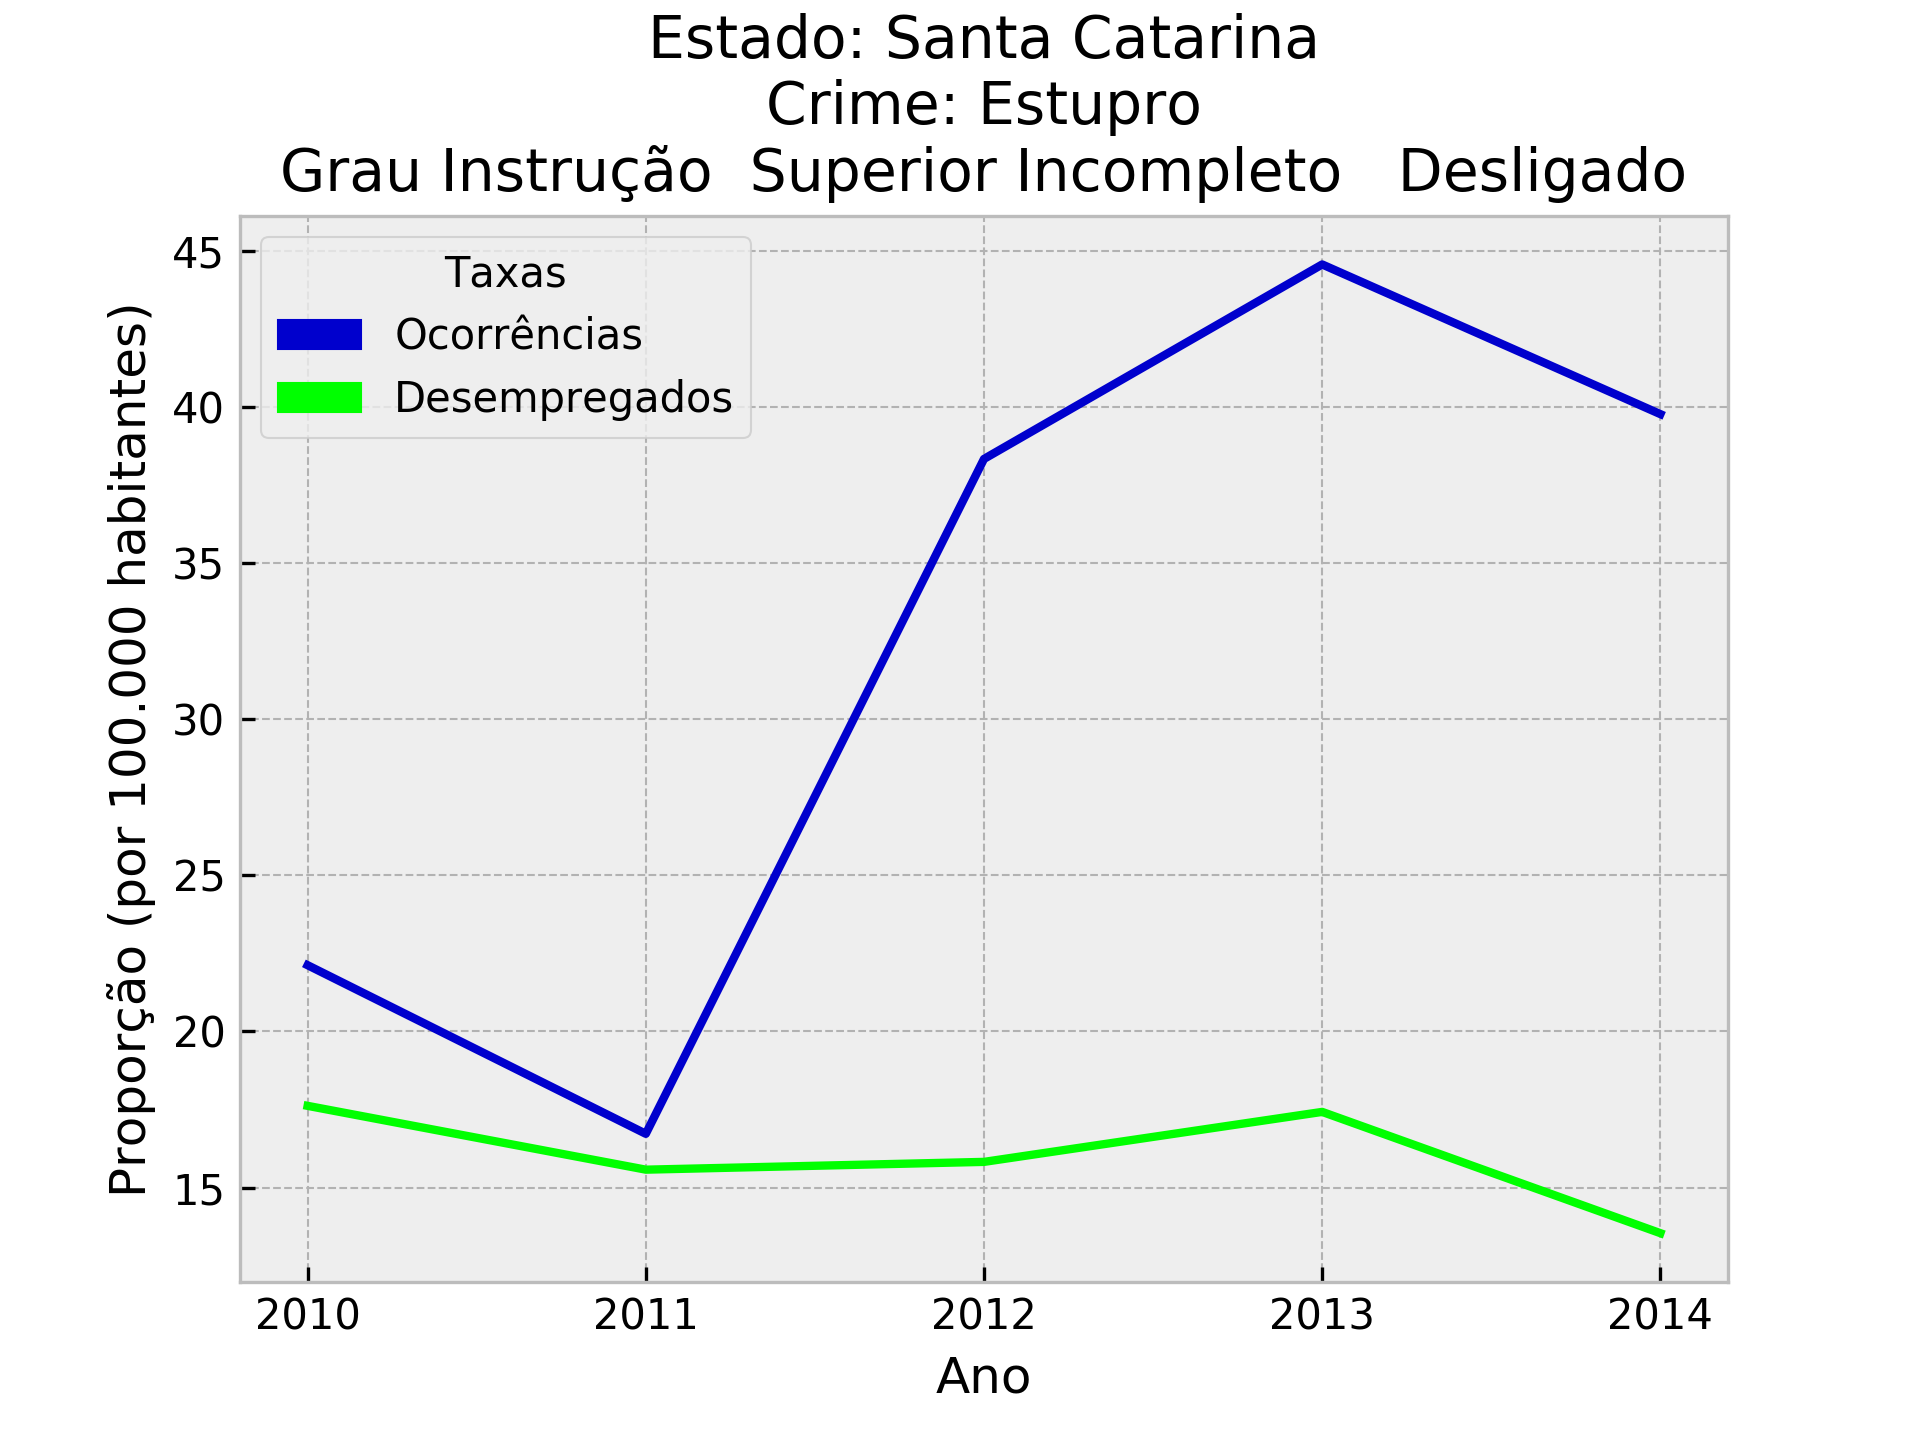 Estado: Santa Catarina
Crime: Estupro
Grau Instrução  Superior Incompleto   Desligado
Taxas
Ocorrências
Desempregados
Proporção (por 100.000 habitantes)
45
40
35
30
25
20
15
2010 2011 2012 2013 2014
Ano